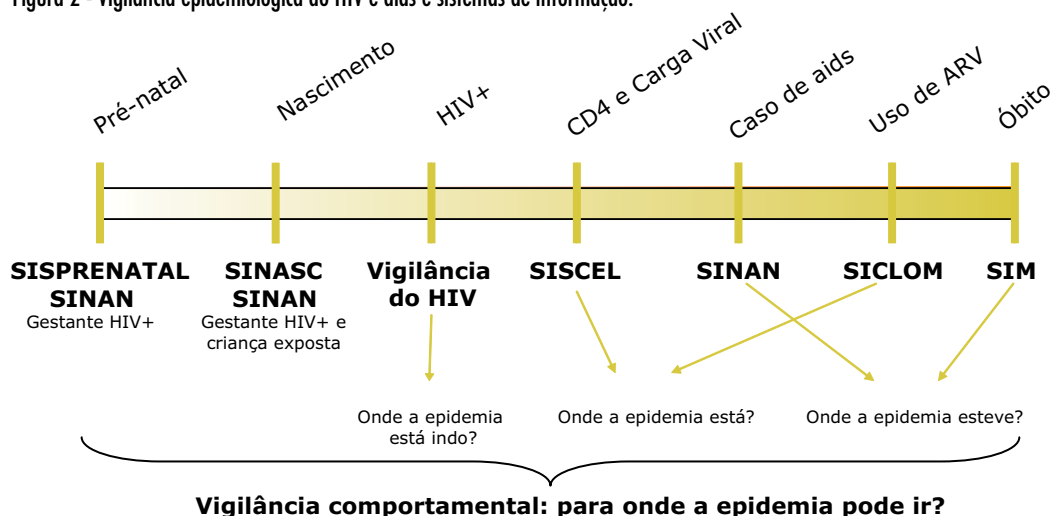 Figura 2 - Vigilância epidemiológica do HIV e aids e sistemas de informação.
Pré-natal
Nascimento
HIV+
CD4 e Carga Viral
Caso de aids
Uso de ARV
Óbito
SISPRENATAL
SINAN
Gestante HIV+
SINASC
SINAN
Gestante HIV+ e
criança exposta
Vigilância
do HIV
SISCEL
SINAN
SICLOM
SIM
Onde a epidemia
está indo?
Onde a epidemia está?
Onde a epidemia esteve?
Vigilância comportamental: para onde a epidemia pode ir?